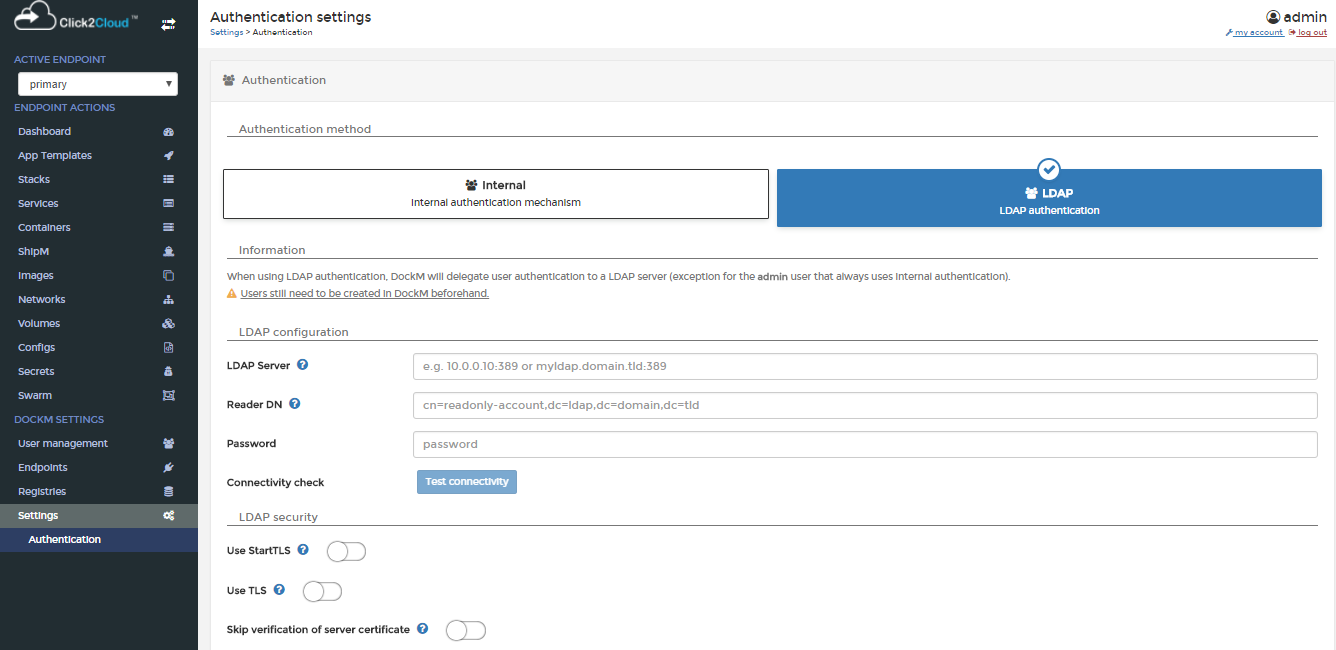 Click2Cloud™
ACTIVE ENDPOINT
primary
ENDPOINT ACTIONS
Dashboard
App Templates
Stacks
Services
Containers
ShipM
Images
Networks
Volumes
Configs
Secrets
Swarm
DOCKM SETTINGS
User management
Endpoints
Registries
Settings
Authentication
Authentication settings
Settings > Authentication
admin
my account log out
Authentication
Authentication method
Internal
Internal authentication mechanism
LDAP
LDAP authentication
Information
When using LDAP authentication, DockM will delegate user authentication to a LDAP server (exception for the admin user that always uses internal authentication).
Users still need to be created in DockM beforehand.
LDAP configuration
LDAP Server ? e.g. 10.0.0.10:389 or myldap.domain.tld:389
Reader DN ? cn=readonly-account,dc=ldap,dc=domain,dc=tld
Password password
Connectivity check Test connectivity
LDAP security
Use StartTLS ?
Use TLS ?
Skip verification of server certificate ?